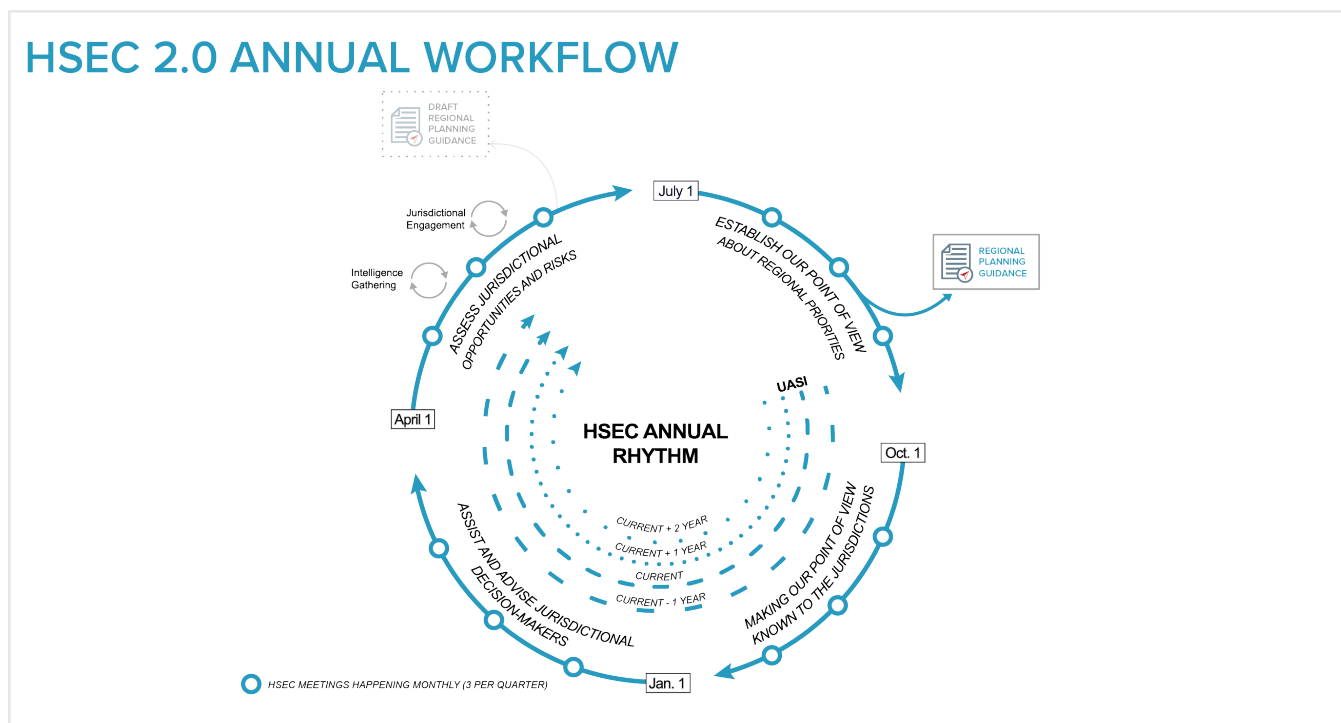 HSEC 2.0 ANNUAL WORKFLOW
DRAFT
REGIONAL
PLANNING
GUIDANCE
July 1
Jurisdictional
Engagement
Intelligence
Gathering
ASSESS JURISDICTIONAL
OPPORTUNITIES AND RISKS
ESTABLISH OUR POINT OF VIEW
ABOUT REGIONAL PRIORITIES
REGIONAL
PLANNING
GUIDANCE
UASI
April 1
HSEC ANNUAL
RHYTHM
Oct. 1
CURRENT + 2 YEAR
CURRENT + 1 YEAR
CURRENT
CURRENT - 1 YEAR
ASSIST AND ADVISE JURISDICTIONAL
DECISION-MAKERS
MAKING OUR POINT OF VIEW
KNOWN TO THE JURISDICTIONS
Jan. 1
HSEC MEETINGS HAPPENING MONTHLY (3 PER QUARTER)